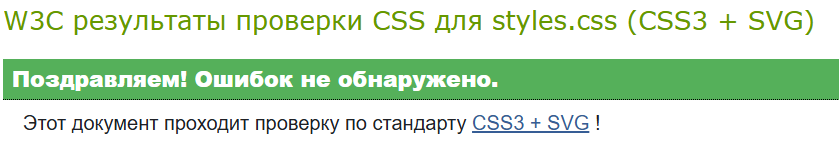 W3C результаты проверки CSS для styles.css (CSS3 + SVG)
Поздравляем! Ошибок не обнаружено.
Этот документ проходит проверку по стандарту CSS3 + SVG !